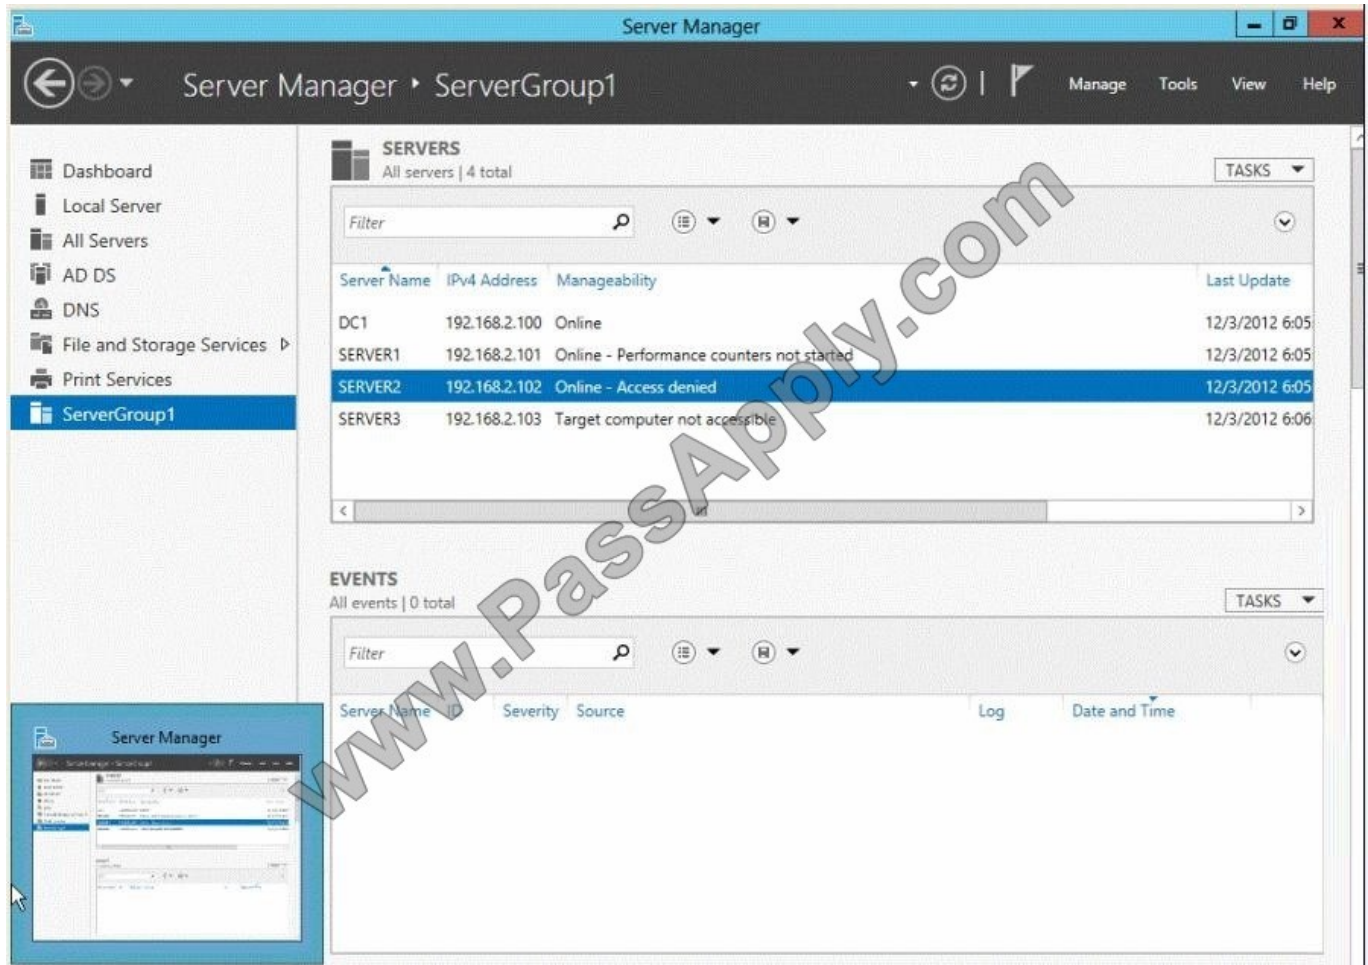 Server Manager
Server Manager ‣ ServerGroup1
Manage Tools View Help
Dashboard
Local Server
All Servers
AD DS
DNS
File and Storage Services
Print Services
ServerGroup1
SERVERS
All servers | 4 total
TASKS
Filter
Server Name IPv4 Address Manageability Last Update
DC1 192.168.2.100 Online 12/3/2012 6:05
SERVER1 192.168.2.101 Online - Performance counters not started 12/3/2012 6:05
SERVER2 192.168.2.102 Online - Access denied 12/3/2012 6:05
SERVER3 192.168.2.103 Target computer not accessible 12/3/2012 6:06
EVENTS
All events | 0 total
TASKS
Filter
Server Name ID Severity Source Log Date and Time
Server Manager
www.PassApply.com